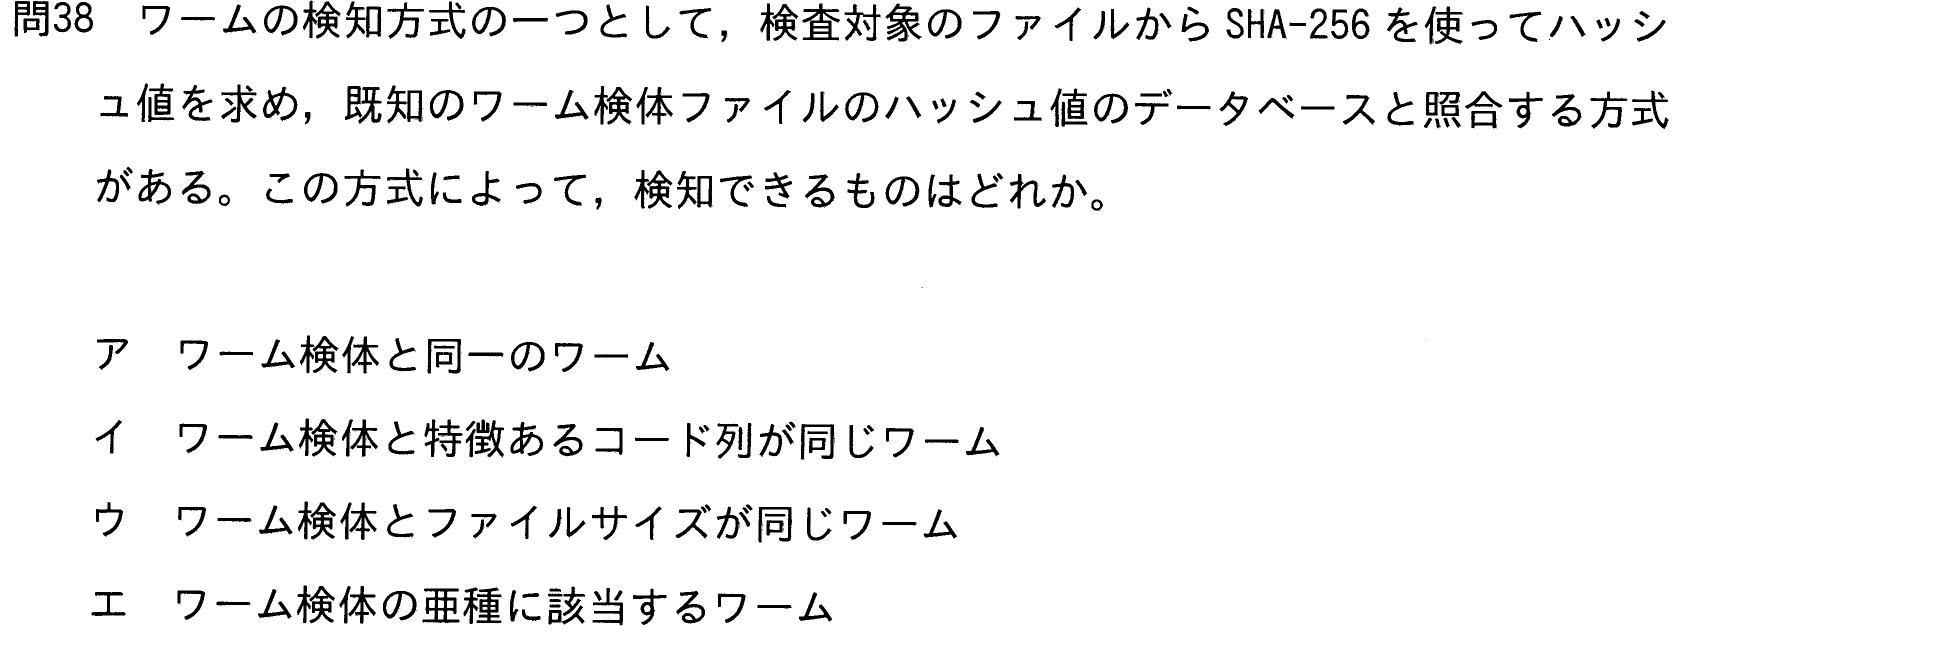 問38　ワームの検知方式の一つとして，検査対象のファイルから SHA-256 を使ってハッシ
ュ値を求め，既知のワーム検体ファイルのハッシュ値のデータベースと照合する方式
がある。この方式によって，検知できるものはどれか。
ア　ワーム検体と同一のワーム
イ　ワーム検体と特徴あるコード列が同じワーム
ウ　ワーム検体とファイルサイズが同じワーム
エ　ワーム検体の亜種に該当するワーム